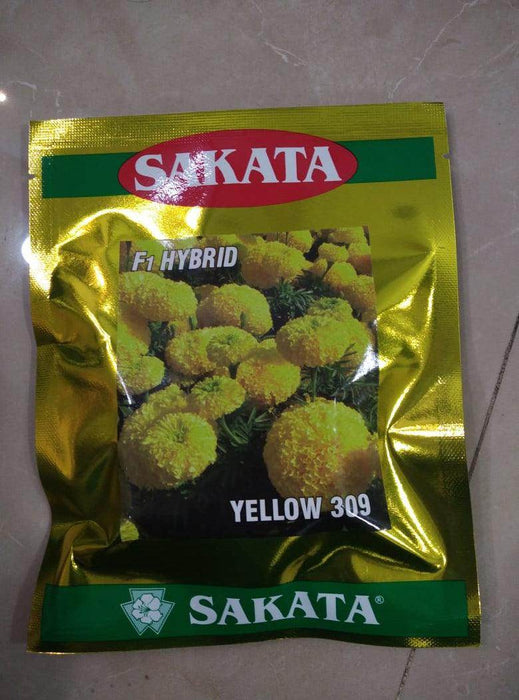 SAKATA
F1 HYBRID
YELLOW 309
SAKATA®